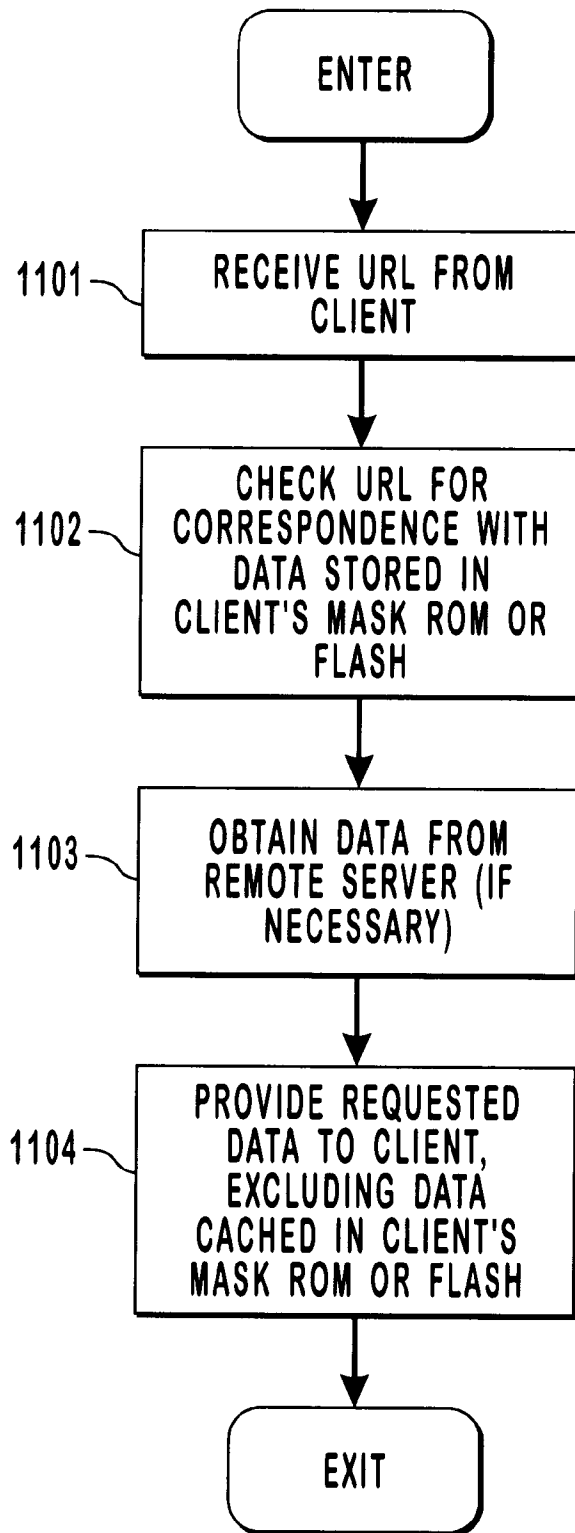 ENTER
1101
RECEIVE URL FROM
CLIENT
1102
CHECK URL FOR
CORRESPONDENCE WITH
DATA STORED IN
CLIENT'S MASK ROM OR
FLASH
1103
OBTAIN DATA FROM
REMOTE SERVER (IF
NECESSARY)
1104
PROVIDE REQUESTED
DATA TO CLIENT,
EXCLUDING DATA
CACHED IN CLIENT'S
MASK ROM OR FLASH
EXIT